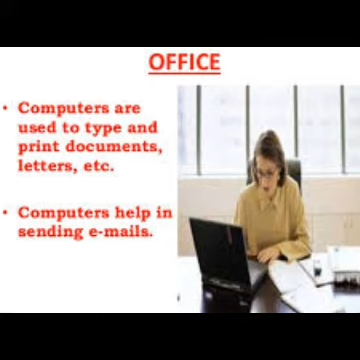 OFFICE
• Computers are
used to type and
print documents,
letters, etc.
• Computers help in
sending e-mails.